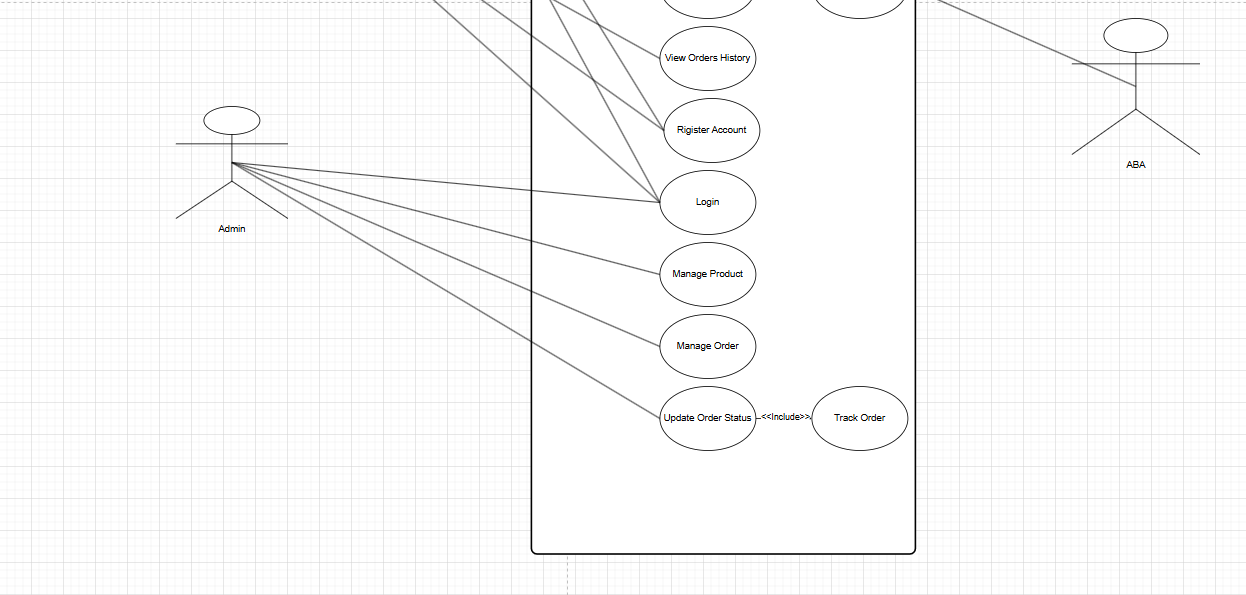 View Orders History
Rigister Account
ABA
Login
Admin
Manage Product
Manage Order
Update Order Status
<<Include>>
Track Order